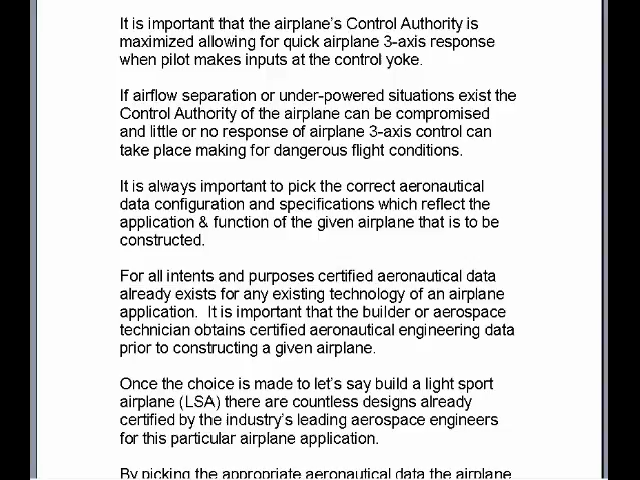 It is important that the airplane's Control Authority is
maximized allowing for quick airplane 3-axis response
when pilot makes inputs at the control yoke.
If airflow separation or under-powered situations exist the
Control Authority of the airplane can be compromised
and little or no response of airplane 3-axis control can
take place making for dangerous flight conditions.
It is always important to pick the correct aeronautical
data configuration and specifications which reflect the
application & function of the given airplane that is to be
constructed.
For all intents and purposes certified aeronautical data
already exists for any existing technology of an airplane
application.  It is important that the builder or aerospace
technician obtains certified aeronautical engineering data
prior to constructing a given airplane.
Once the choice is made to let's say build a light sport
airplane (LSA) there are countless designs already
certified by the industry's leading aerospace engineers
for this particular airplane application.
By picking the appropriate aeronautical data the airplane